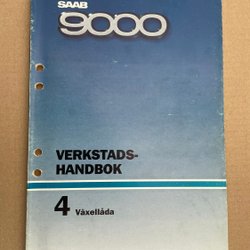 SAAB
9000
VERKSTADS-
HANDBOK
4 Växellåda